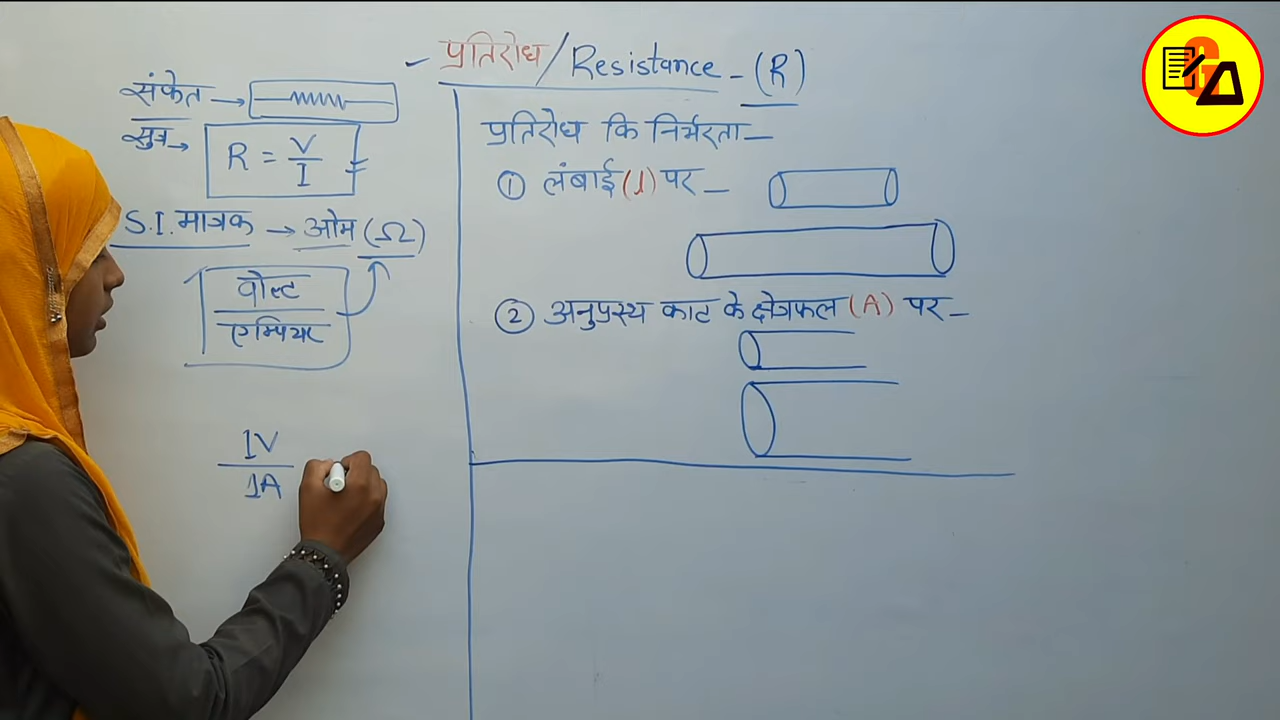 प्रतिरोध/Resistance - (R)
संकेत →
सुत्र→ R = V/I
S.I. मात्रक → ओम (Ω)
वोल्ट
एम्पियर
1V
1A
प्रतिरोध कि निर्भरता—
① लंबाई (l) पर —
② अनुप्रस्थ काट के क्षेत्रफल (A) पर —